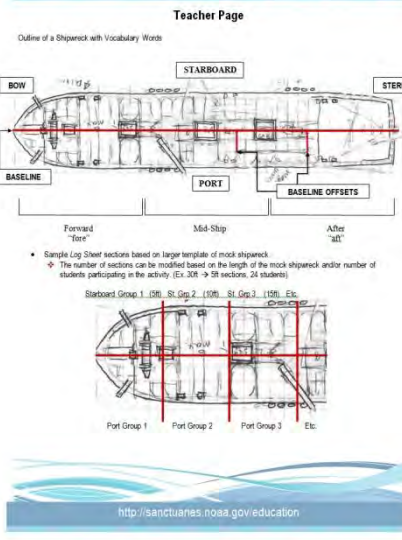 Teacher Page
Outline of a Shipwreck with Vocabulary Words
STARBOARD
BOW
STER
BASELINE
PORT
BASELINE OFFSETS
Forward
"fore"
Mid-Ship
After
"aft"
• Sample Log Sheet sections based on larger template of mock shipwreck.
❖ The number of sections can be modified based on the length of the mock shipwreck and/or number of
students participating in the activity. (Ex. 30ft → 5ft sections, 24 students)
Starboard Group 1 (5ft) St. Grp 2 (10ft) St. Grp 3 (15ft) Etc.
Port Group 1 Port Group 2 Port Group 3 Etc.
http://sanctuaries.noaa.gov/education